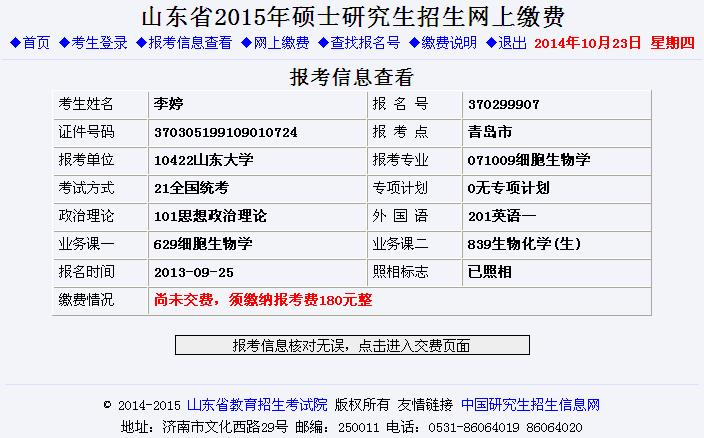 山东省2015年硕士研究生招生网上缴费
◆首页 ◆考生登录 ◆报考信息查看 ◆网上缴费 ◆查找报名号 ◆缴费说明 ◆退出 2014年10月23日 星期四
报考信息查看
考生姓名 李婷 报 名 号 370299907
证件号码 370305199109010724 报 考 点 青岛市
报考单位 10422山东大学 报考专业 071009细胞生物学
考试方式 21全国统考 专项计划 0无专项计划
政治理论 101思想政治理论 外 国 语 201英语一
业务课一 629细胞生物学 业务课二 839生物化学(生)
报名时间 2013-09-25 照相标志 已照相
缴费情况 尚未交费，须缴纳报考费180元整
报考信息核对无误，点击进入交费页面
© 2014-2015 山东省教育招生考试院 版权所有 友情链接 中国研究生招生信息网
地址：济南市文化西路29号 邮编：250011 电话：0531-86064019 86064020